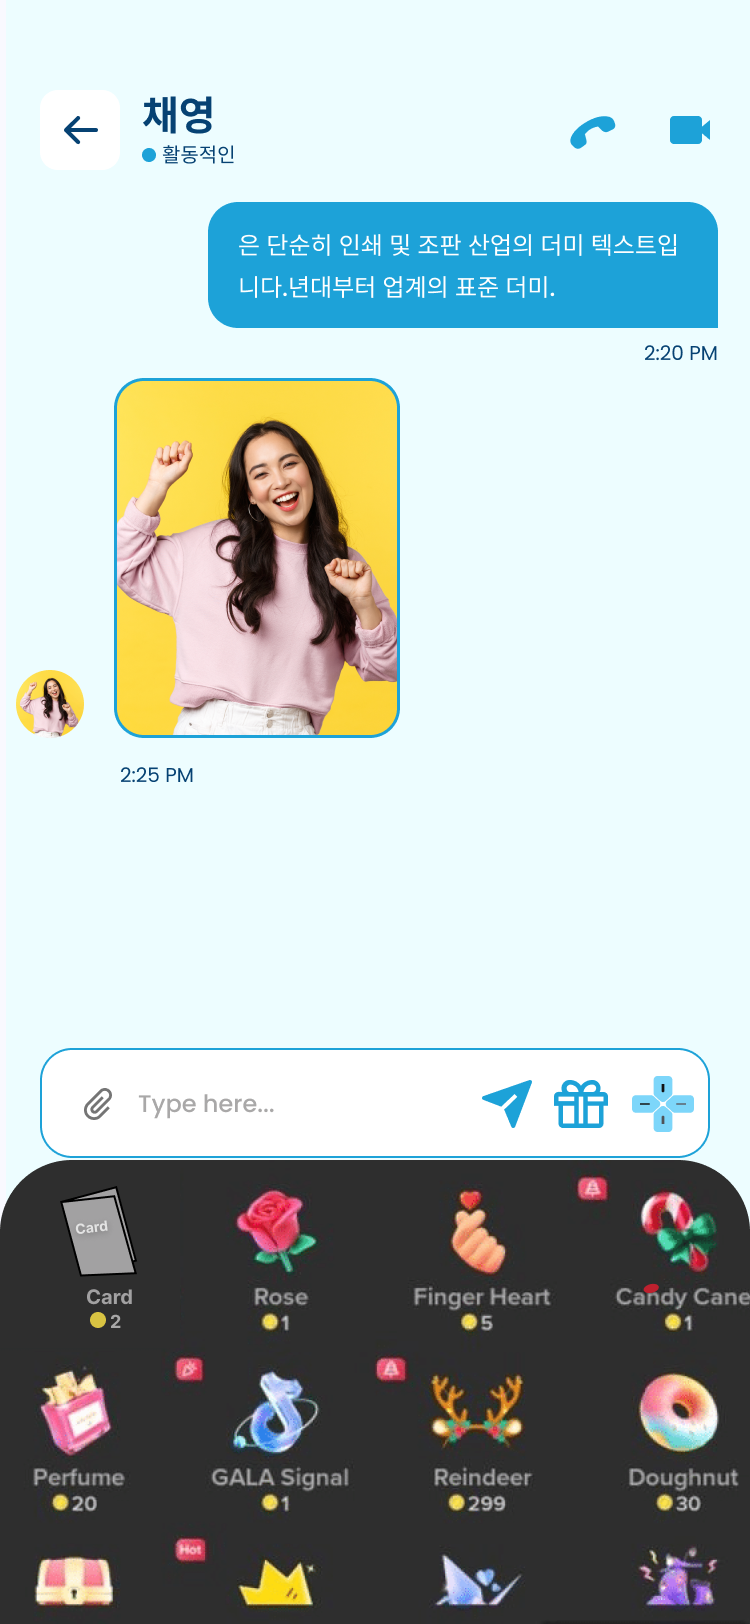 채영
활동적인
은 단순히 인쇄 및 조판 산업의 더미 텍스트입
니다.년대부터 업계의 표준 더미.
2:20 PM
2:25 PM
Type here...
Card
Card Rose Finger Heart Candy Cane
2 1 5 1
Perfume GALA Signal Reindeer Doughnut
20 1 299 30
Hot